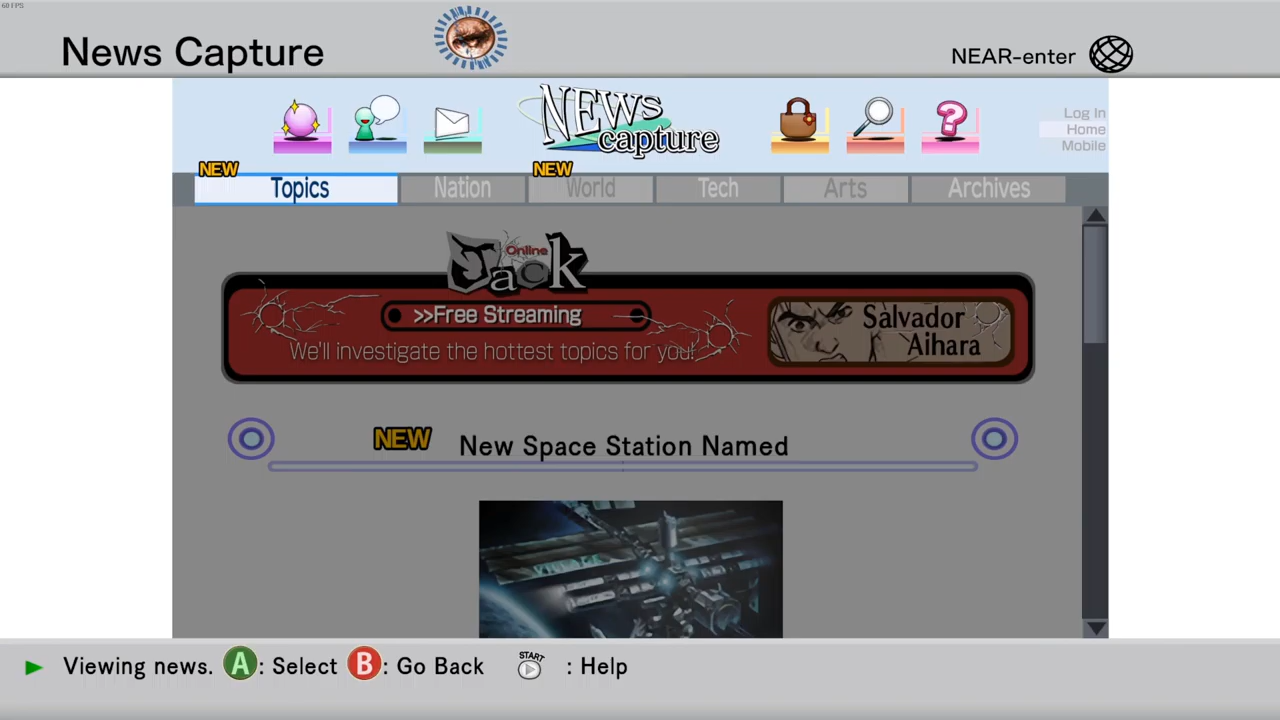 60 FPS
News Capture
NEAR-enter
NEWS
capture
Log In
Home
Mobile
NEW
NEW
Topics
Nation
World
Tech
Arts
Archives
Online
Jack
>>Free Streaming
We'll investigate the hottest topics for you!
Salvador
Aihara
NEW
New Space Station Named
Viewing news. A: Select B: Go Back START : Help